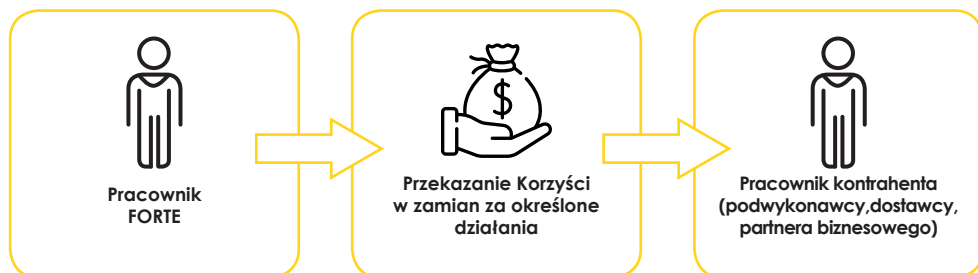 Pracownik
FORTE
$
Przekazanie Korzyści
w zamian za określone
działania
Pracownik kontrahenta
(podwykonawcy,dostawcy,
partnera biznesowego)